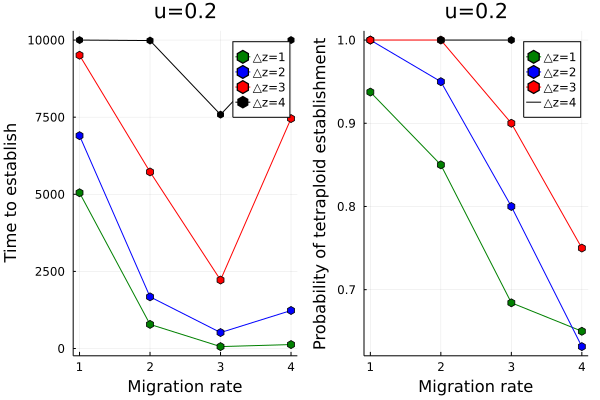 u=0.2
Time to establish
10000
7500
5000
2500
0
1 2 3 4
Migration rate
△z=1
△z=2
△z=3
△z=4
u=0.2
Probability of tetraploid establishment
1.0
0.9
0.8
0.7
1 2 3 4
Migration rate
△z=1
△z=2
△z=3
△z=4